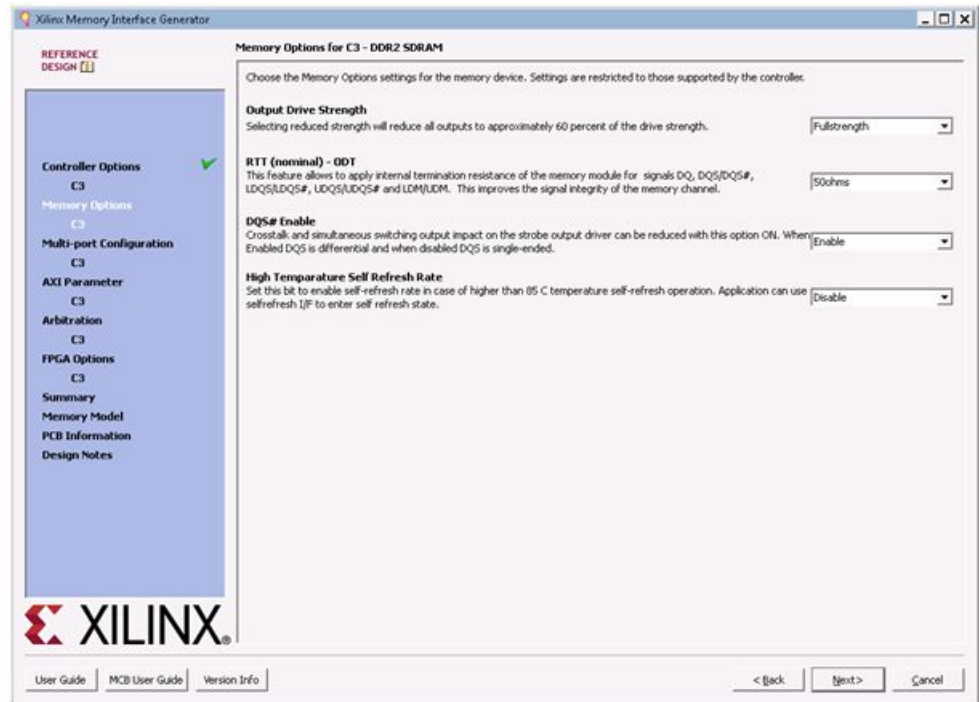 Xilinx Memory Interface Generator
REFERENCE
DESIGN
Controller Options
C3
Memory Options
C3
Multi-port Configuration
C3
AXI Parameter
C3
Arbitration
C3
FPGA Options
C3
Summary
Memory Model
PCB Information
Design Notes
XILINX®
Memory Options for C3 - DDR2 SDRAM
Choose the Memory Options settings for the memory device. Settings are restricted to those supported by the controller.
Output Drive Strength
Selecting reduced strength will reduce all outputs to approximately 60 percent of the drive strength.
Fullstrength
RTT (nominal) - ODT
This feature allows to apply internal termination resistance of the memory module for signals DQ, DQS/DQS#,
LDQS/LDQS#, UDQS/UDQS# and LDM/UDM. This improves the signal integrity of the memory channel.
50ohms
DQS# Enable
Crosstalk and simultaneous switching output impact on the strobe output driver can be reduced with this option ON. When
Enabled DQS is differential and when disabled DQS is single-ended.
Enable
High Temparature Self Refresh Rate
Set this bit to enable self-refresh rate in case of higher than 85 C temperature self-refresh operation. Application can use
selfrefresh I/F to enter self refresh state.
Disable
User Guide
MCB User Guide
Version Info
< Back
Next>
Cancel